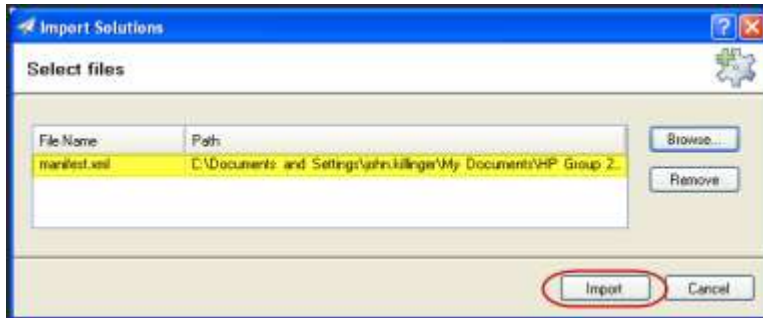 Import Solutions
Select files
File Name Path
Browse...
manifest.xml C:\Documents and Settings\john.killinger\My Documents\HP Group 2..
Remove
Import Cancel